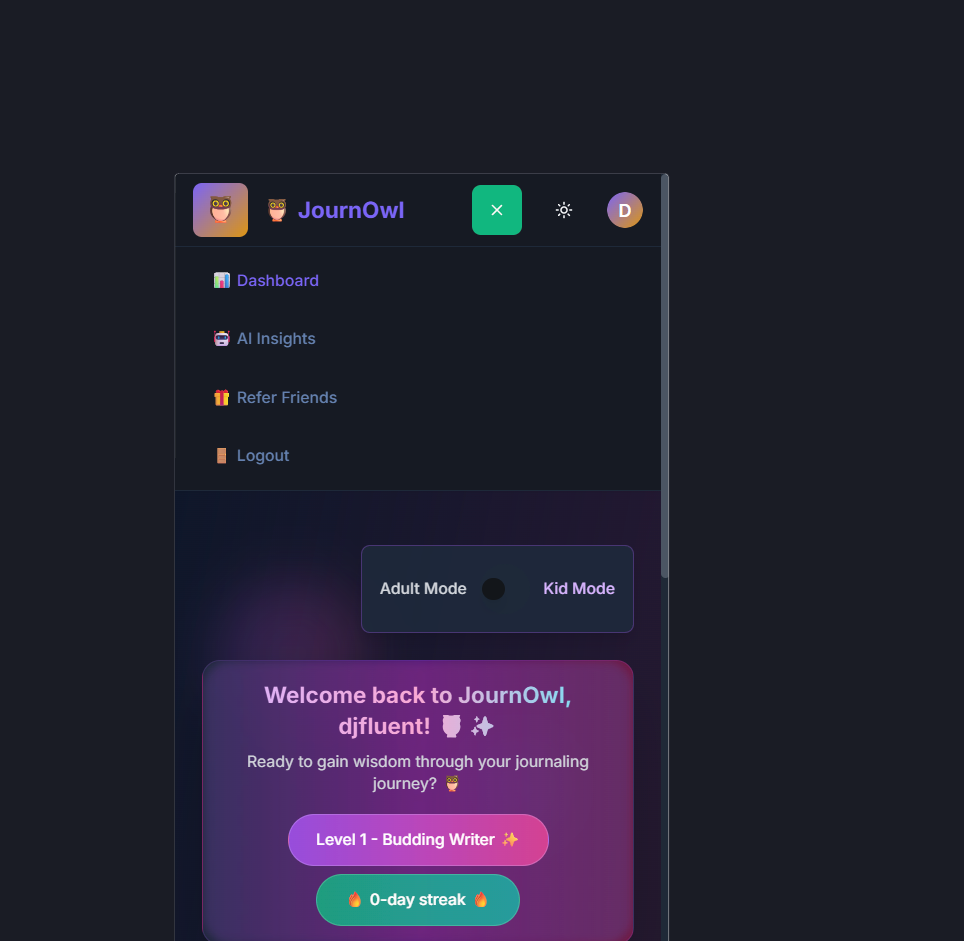 JournOwl
D
Dashboard
AI Insights
Refer Friends
Logout
Adult Mode
Kid Mode
Welcome back to JournOwl,
djfluent!
Ready to gain wisdom through your journaling
journey?
Level 1 - Budding Writer
0-day streak